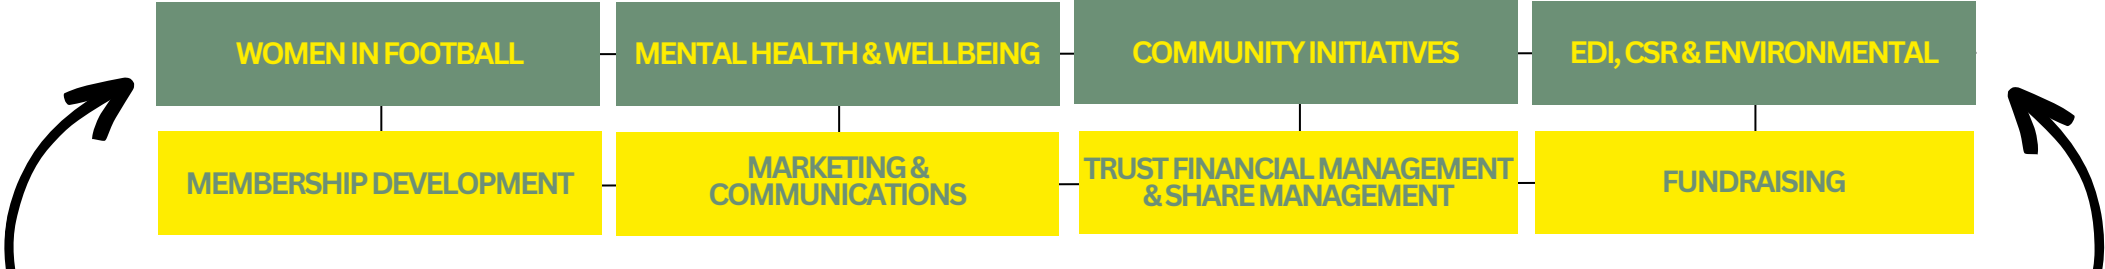 WOMEN IN FOOTBALL
MENTAL HEALTH & WELLBEING
COMMUNITY INITIATIVES
EDI, CSR & ENVIRONMENTAL
MEMBERSHIP DEVELOPMENT
MARKETING &
COMMUNICATIONS
TRUST FINANCIAL MANAGEMENT
& SHARE MANAGEMENT
FUNDRAISING